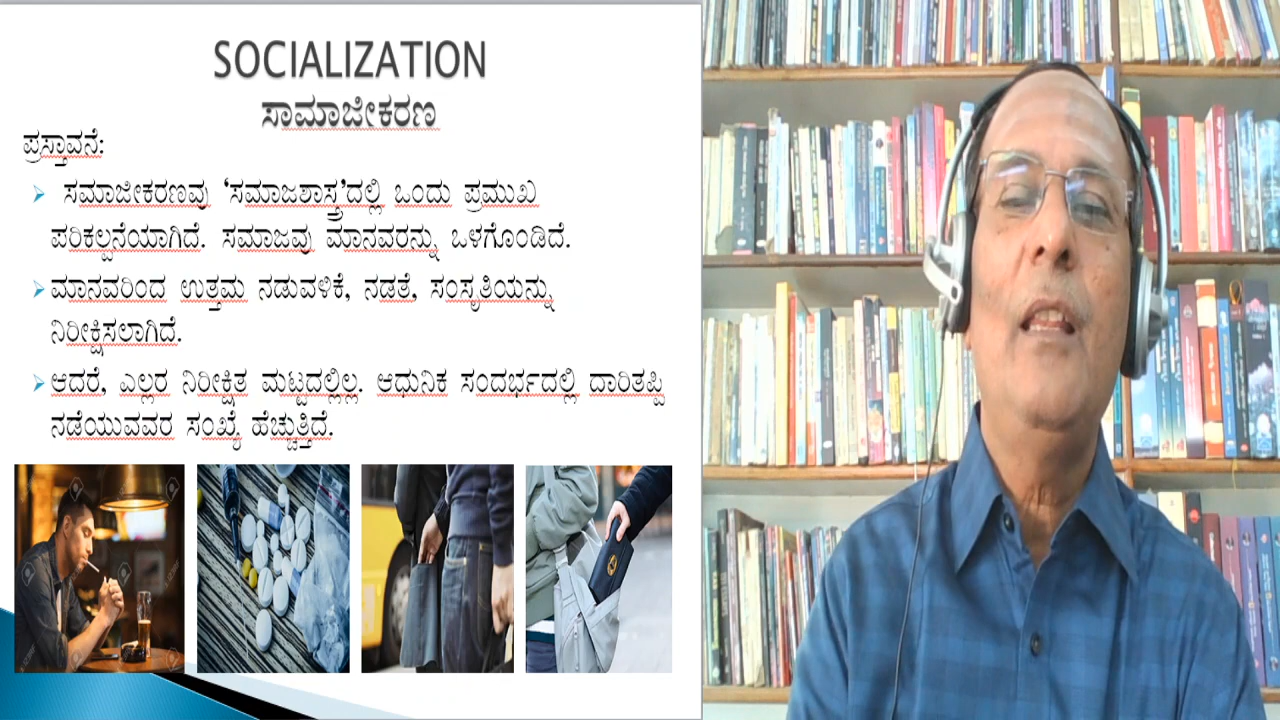 SOCIALIZATION
ಸಾಮಾಜೀಕರಣ
ಪ್ರಸ್ತಾವನೆ:
ಸಮಾಜೀಕರಣವು ‘ಸಮಾಜಶಾಸ್ತ್ರ’ದಲ್ಲಿ ಒಂದು ಪ್ರಮುಖ
ಪರಿಕಲ್ಪನೆಯಾಗಿದೆ. ಸಮಾಜವು ಮಾನವರನ್ನು ಒಳಗೊಂಡಿದೆ.
ಮಾನವರಿಂದ ಉತ್ತಮ ನಡುವಳಿಕೆ, ನಡತೆ, ಸಂಸ್ಕೃತಿಯನ್ನು
ನಿರೀಕ್ಷಿಸಲಾಗಿದೆ.
ಆದರೆ, ಎಲ್ಲರ ನಿರೀಕ್ಷಿತ ಮಟ್ಟದಲ್ಲಿಲ್ಲ. ಆಧುನಿಕ ಸಂದರ್ಭದಲ್ಲಿ ದಾರಿತಪ್ಪಿ
ನಡೆಯುವವರ ಸಂಖ್ಯೆ ಹೆಚ್ಚುತ್ತಿದೆ.